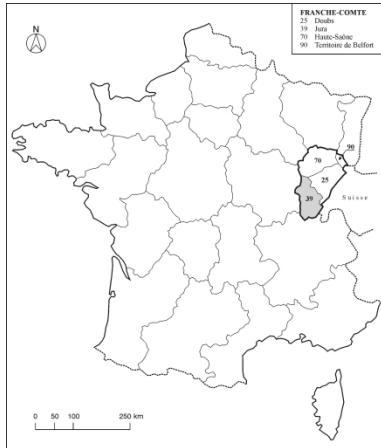 N
FRANCHE-COMTE
25 Doubs
39 Jura
70 Haute-Saône
90 Territoire de Belfort
90
70
25
39
Suisse
0 50 100 250 km